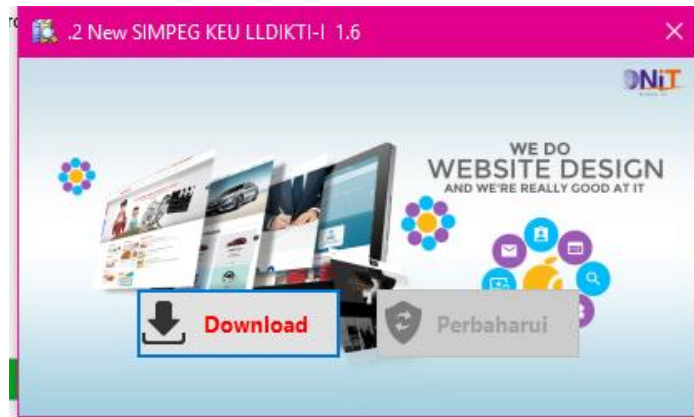 .2 New SIMPEG KEU LLDIKTI-I 1.6
ONiT
WE DO
WEBSITE DESIGN
AND WE'RE REALLY GOOD AT IT
Download
Perbaharui